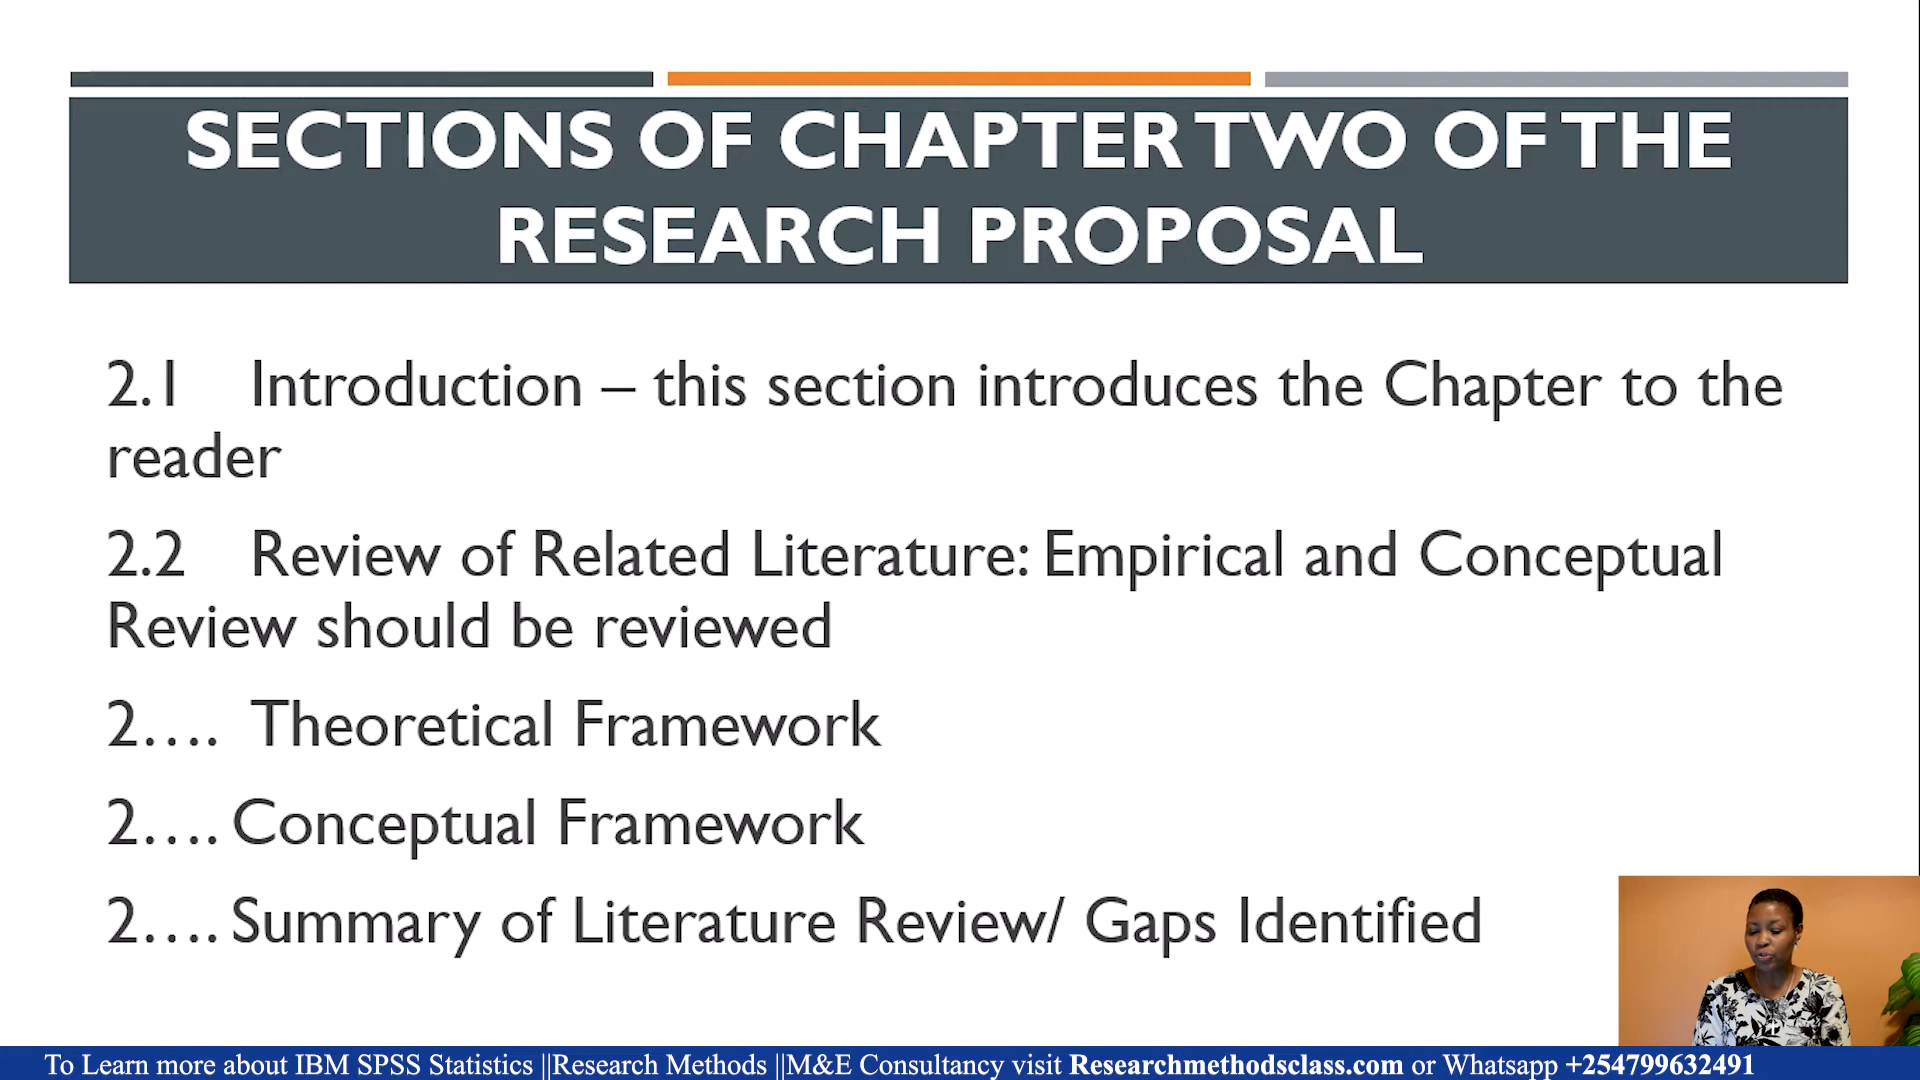 SECTIONS OF CHAPTER TWO OF THE
RESEARCH PROPOSAL
2.1 Introduction – this section introduces the Chapter to the
reader
2.2 Review of Related Literature: Empirical and Conceptual
Review should be reviewed
2…. Theoretical Framework
2…. Conceptual Framework
2…. Summary of Literature Review/ Gaps Identified
To Learn more about IBM SPSS Statistics ||Research Methods ||M&E Consultancy visit Researchmethodsclass.com or Whatsapp +254799632491